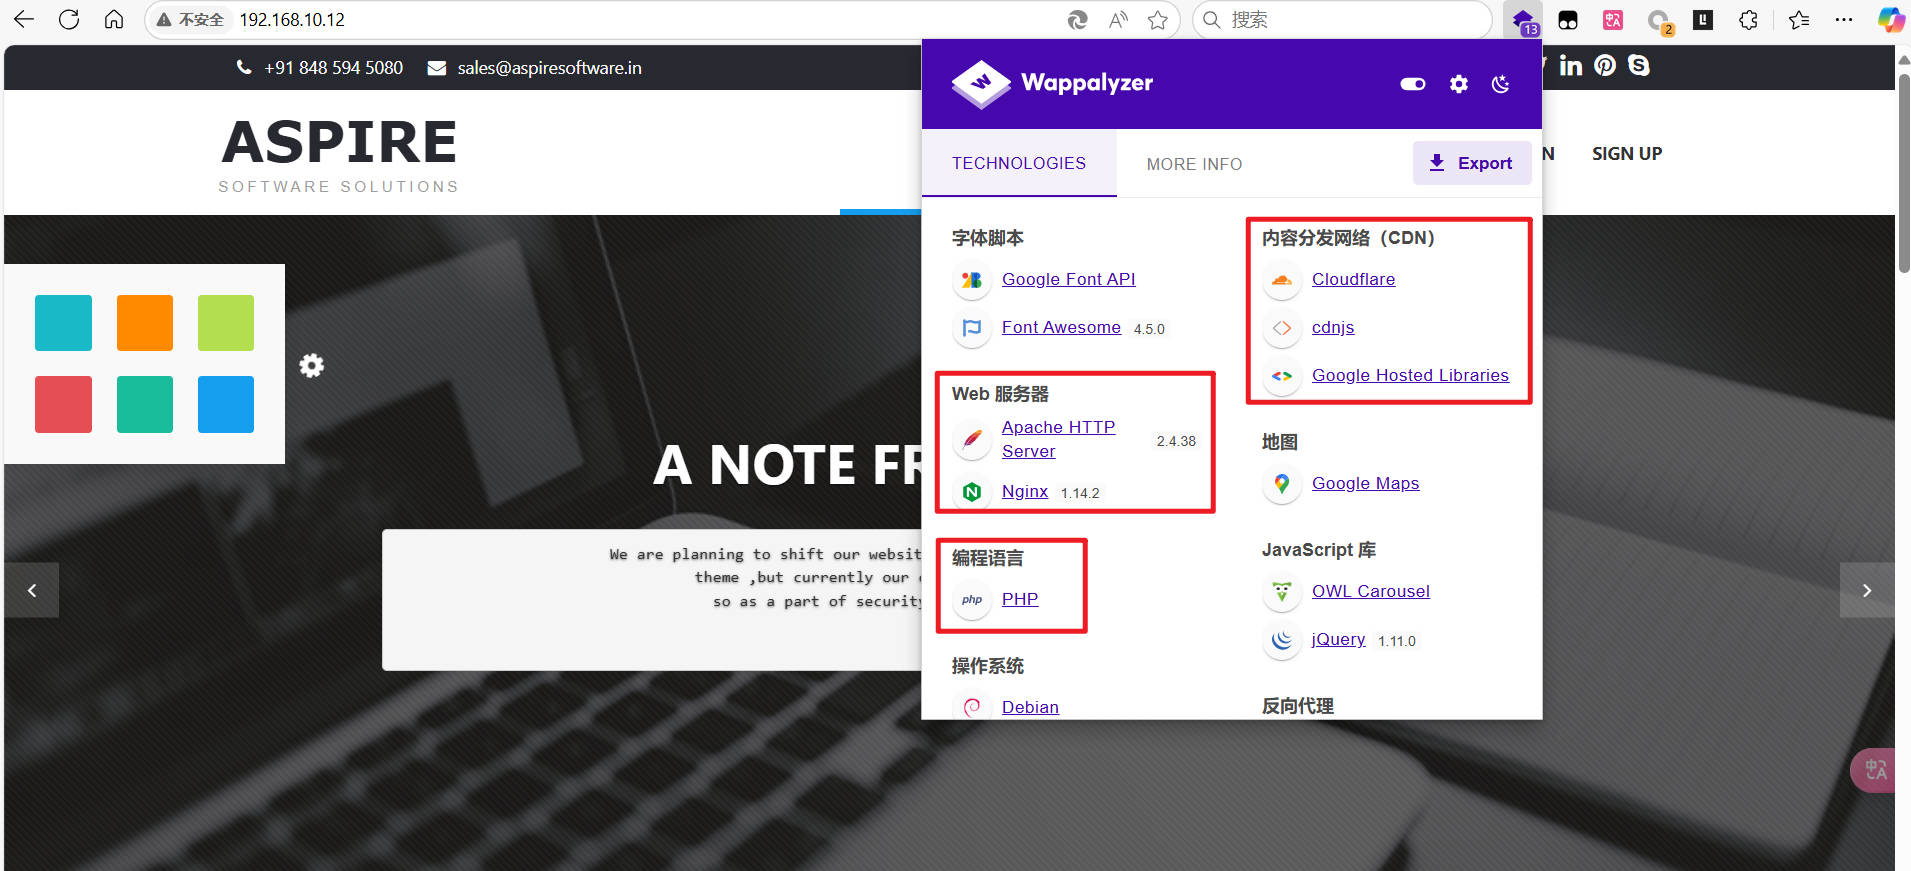 不安全
192.168.10.12
搜索
13
2
+91 848 594 5080
sales@aspiresoftware.in
ASPIRE
SOFTWARE SOLUTIONS
N
SIGN UP
Wappalyzer
TECHNOLOGIES
MORE INFO
Export
字体脚本
Google Font API
Font Awesome 4.5.0
Web 服务器
Apache HTTP
Server
2.4.38
Nginx 1.14.2
编程语言
php
PHP
操作系统
Debian
内容分发网络（CDN）
Cloudflare
cdnjs
Google Hosted Libraries
地图
Google Maps
JavaScript 库
OWL Carousel
jQuery 1.11.0
反向代理
A NOTE FR
We are planning to shift our websit
theme ,but currently our
so as a part of security